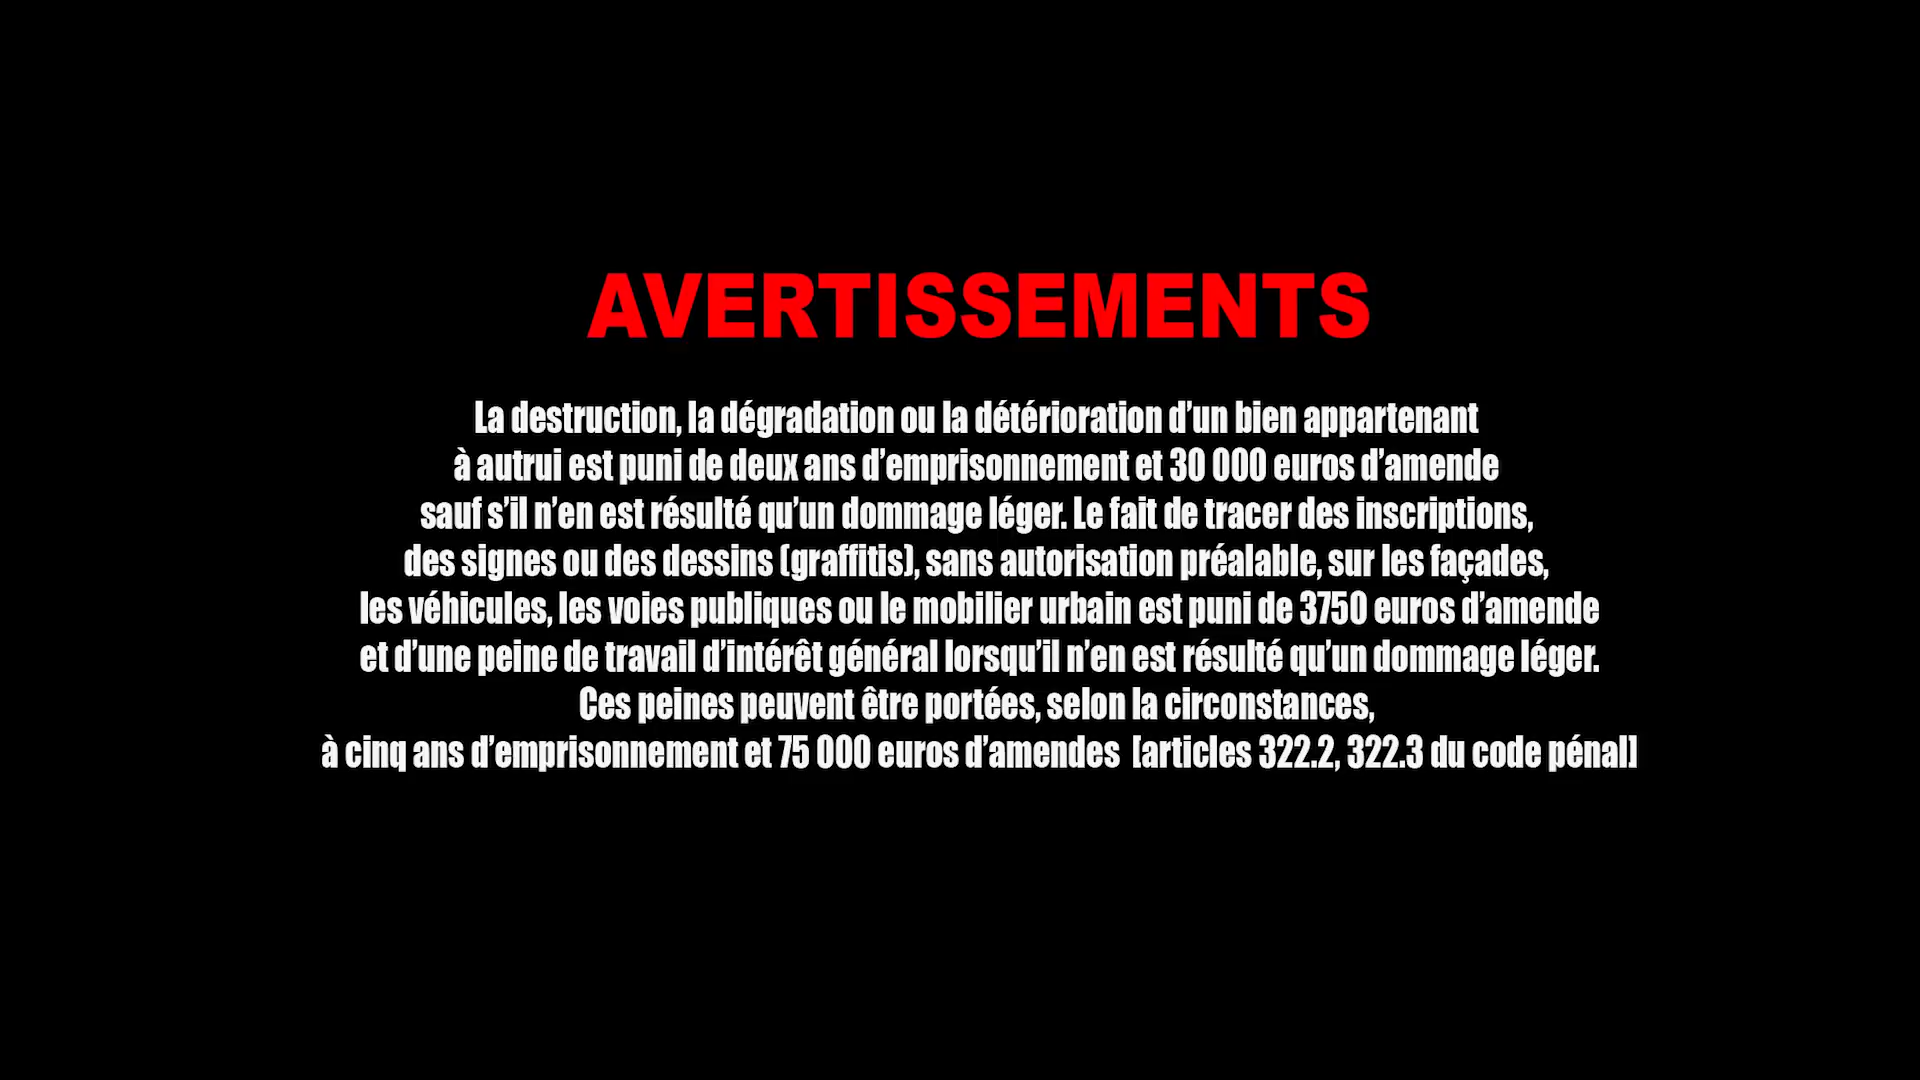 AVERTISSEMENTS
La destruction, la dégradation ou la détérioration d’un bien appartenant
à autrui est puni de deux ans d’emprisonnement et 30 000 euros d’amende
sauf s’il n’en est résulté qu’un dommage léger. Le fait de tracer des inscriptions,
des signes ou des dessins (graffitis), sans autorisation préalable, sur les façades,
les véhicules, les voies publiques ou le mobilier urbain est puni de 3750 euros d’amende
et d’une peine de travail d’intérêt général lorsqu’il n’en est résulté qu’un dommage léger.
Ces peines peuvent être portées, selon la circonstances,
à cinq ans d’emprisonnement et 75 000 euros d’amendes [articles 322.2, 322.3 du code pénal]